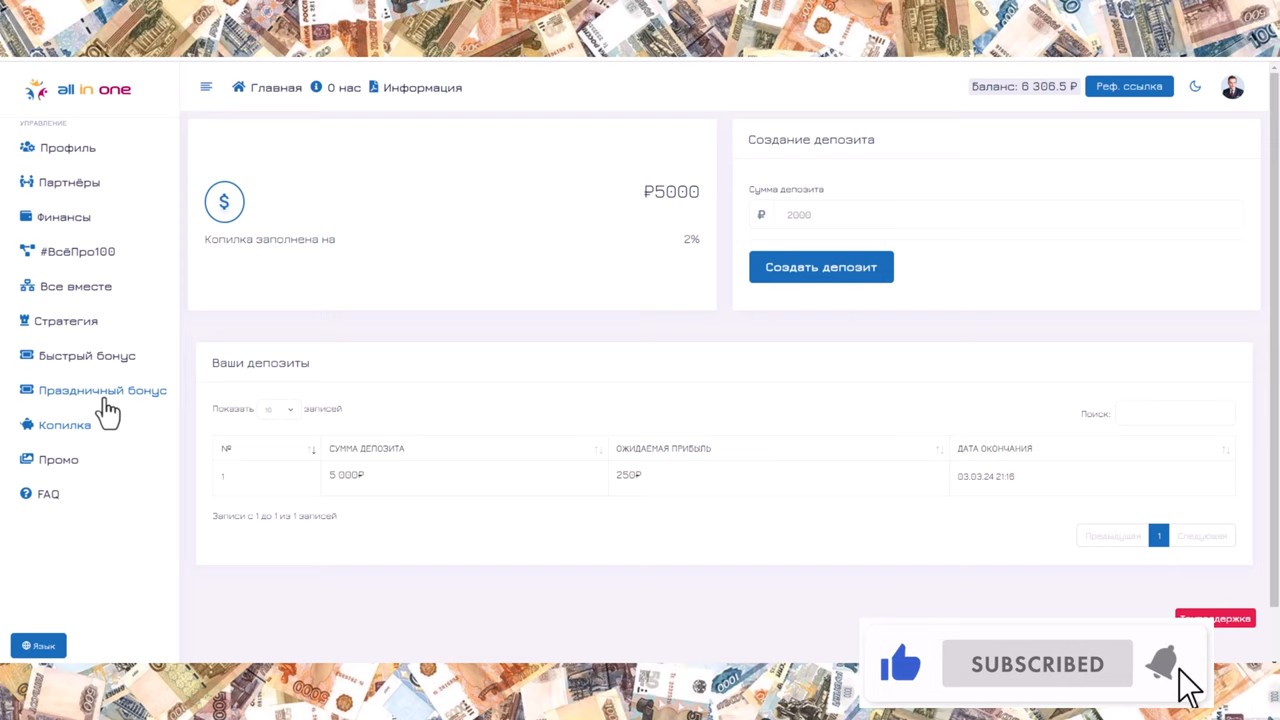 all in one
Главная
О нас
Информация
Баланс: 6 306.5 ₽
Реф. ссылка
УПРАВЛЕНИЕ
Профиль
Партнёры
Финансы
#ВсёПро100
Все вместе
Стратегия
Быстрый бонус
Праздничный бонус
Копилка
Промо
FAQ
Язык
₽5000
Копилка заполнена на 2%
Создание депозита
Сумма депозита
₽ 2000
Создать депозит
Ваши депозиты
Показать 10 записей
Поиск:
№ СУММА ДЕПОЗИТА ОЖИДАЕМАЯ ПРИБЫЛЬ ДАТА ОКОНЧАНИЯ
1 5 000₽ 250₽ 03.03.24 21:16
Записи с 1 до 1 из 1 записей
Предыдущая 1 Следующая
SUBSCRIBED